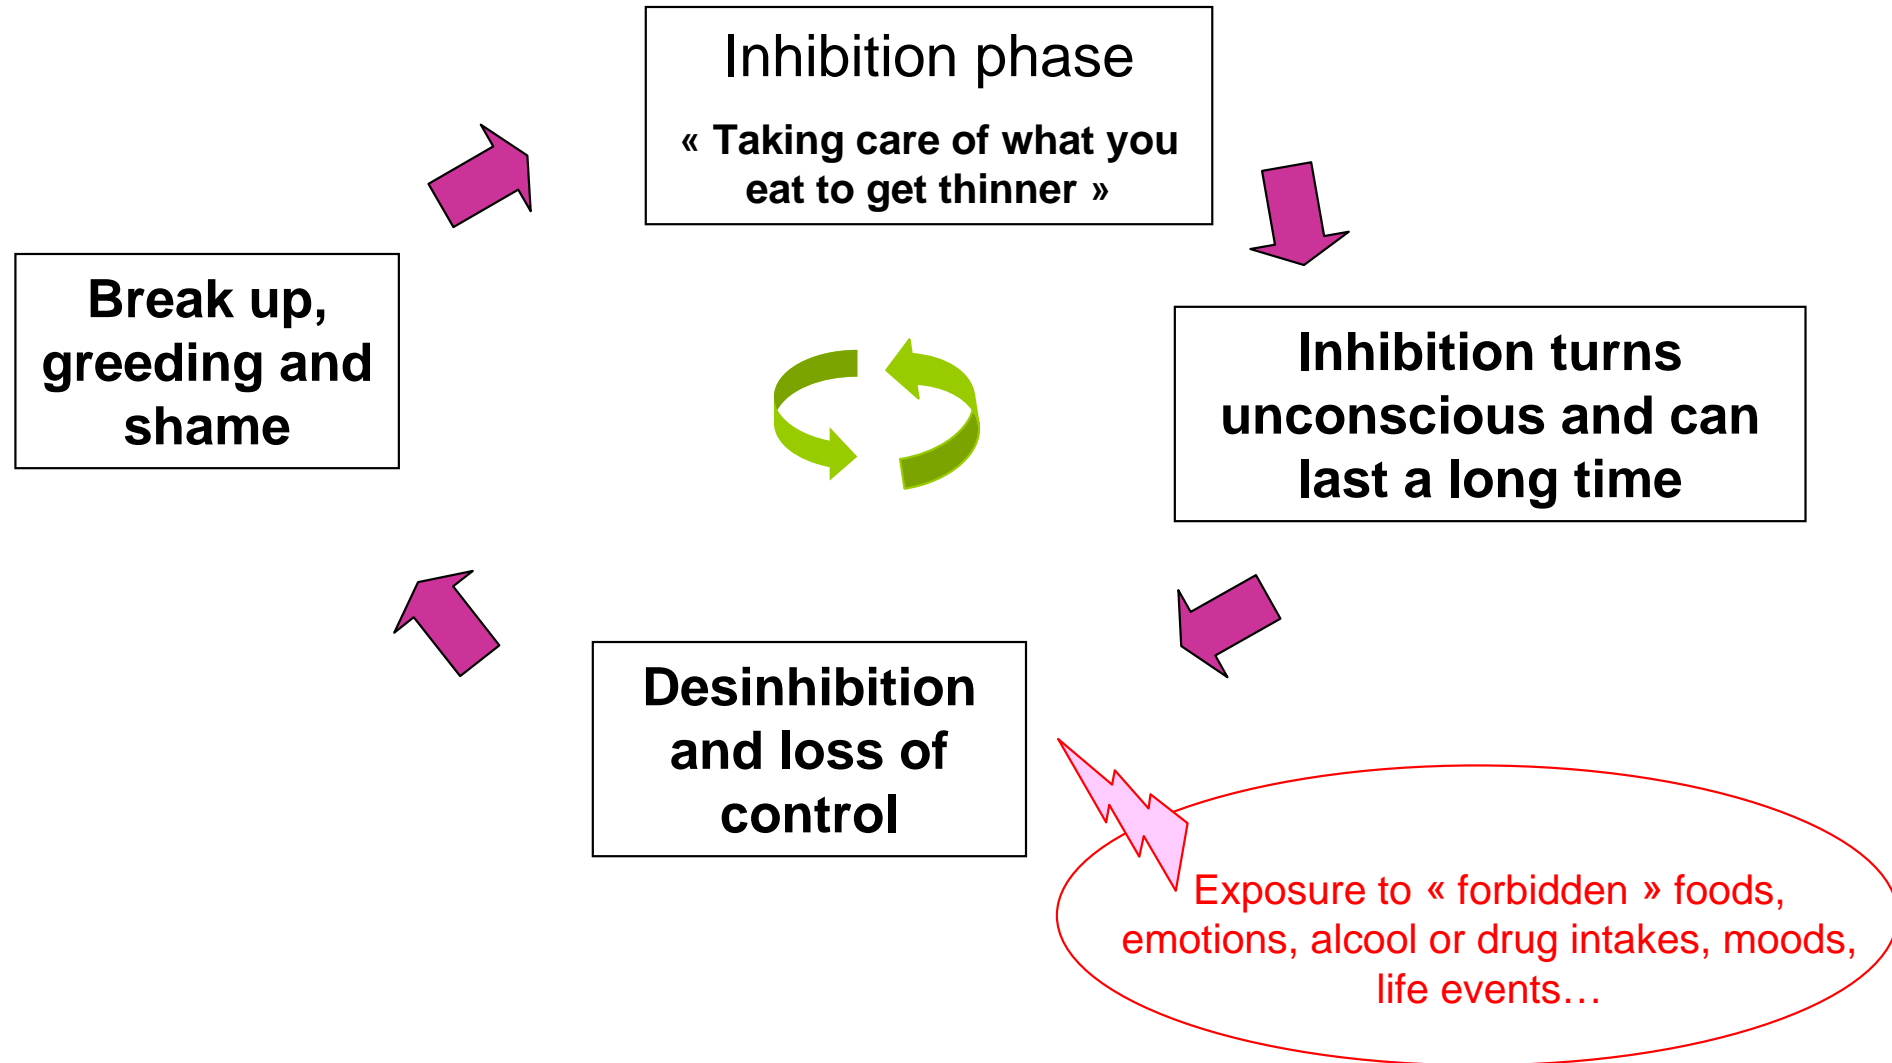 Inhibition phase
« Taking care of what you
eat to get thinner »
Break up,
greeding and
shame
Inhibition turns
unconscious and can
last a long time
Desinhibition
and loss of
control
Exposure to « forbidden » foods,
emotions, alcool or drug intakes, moods,
life events…